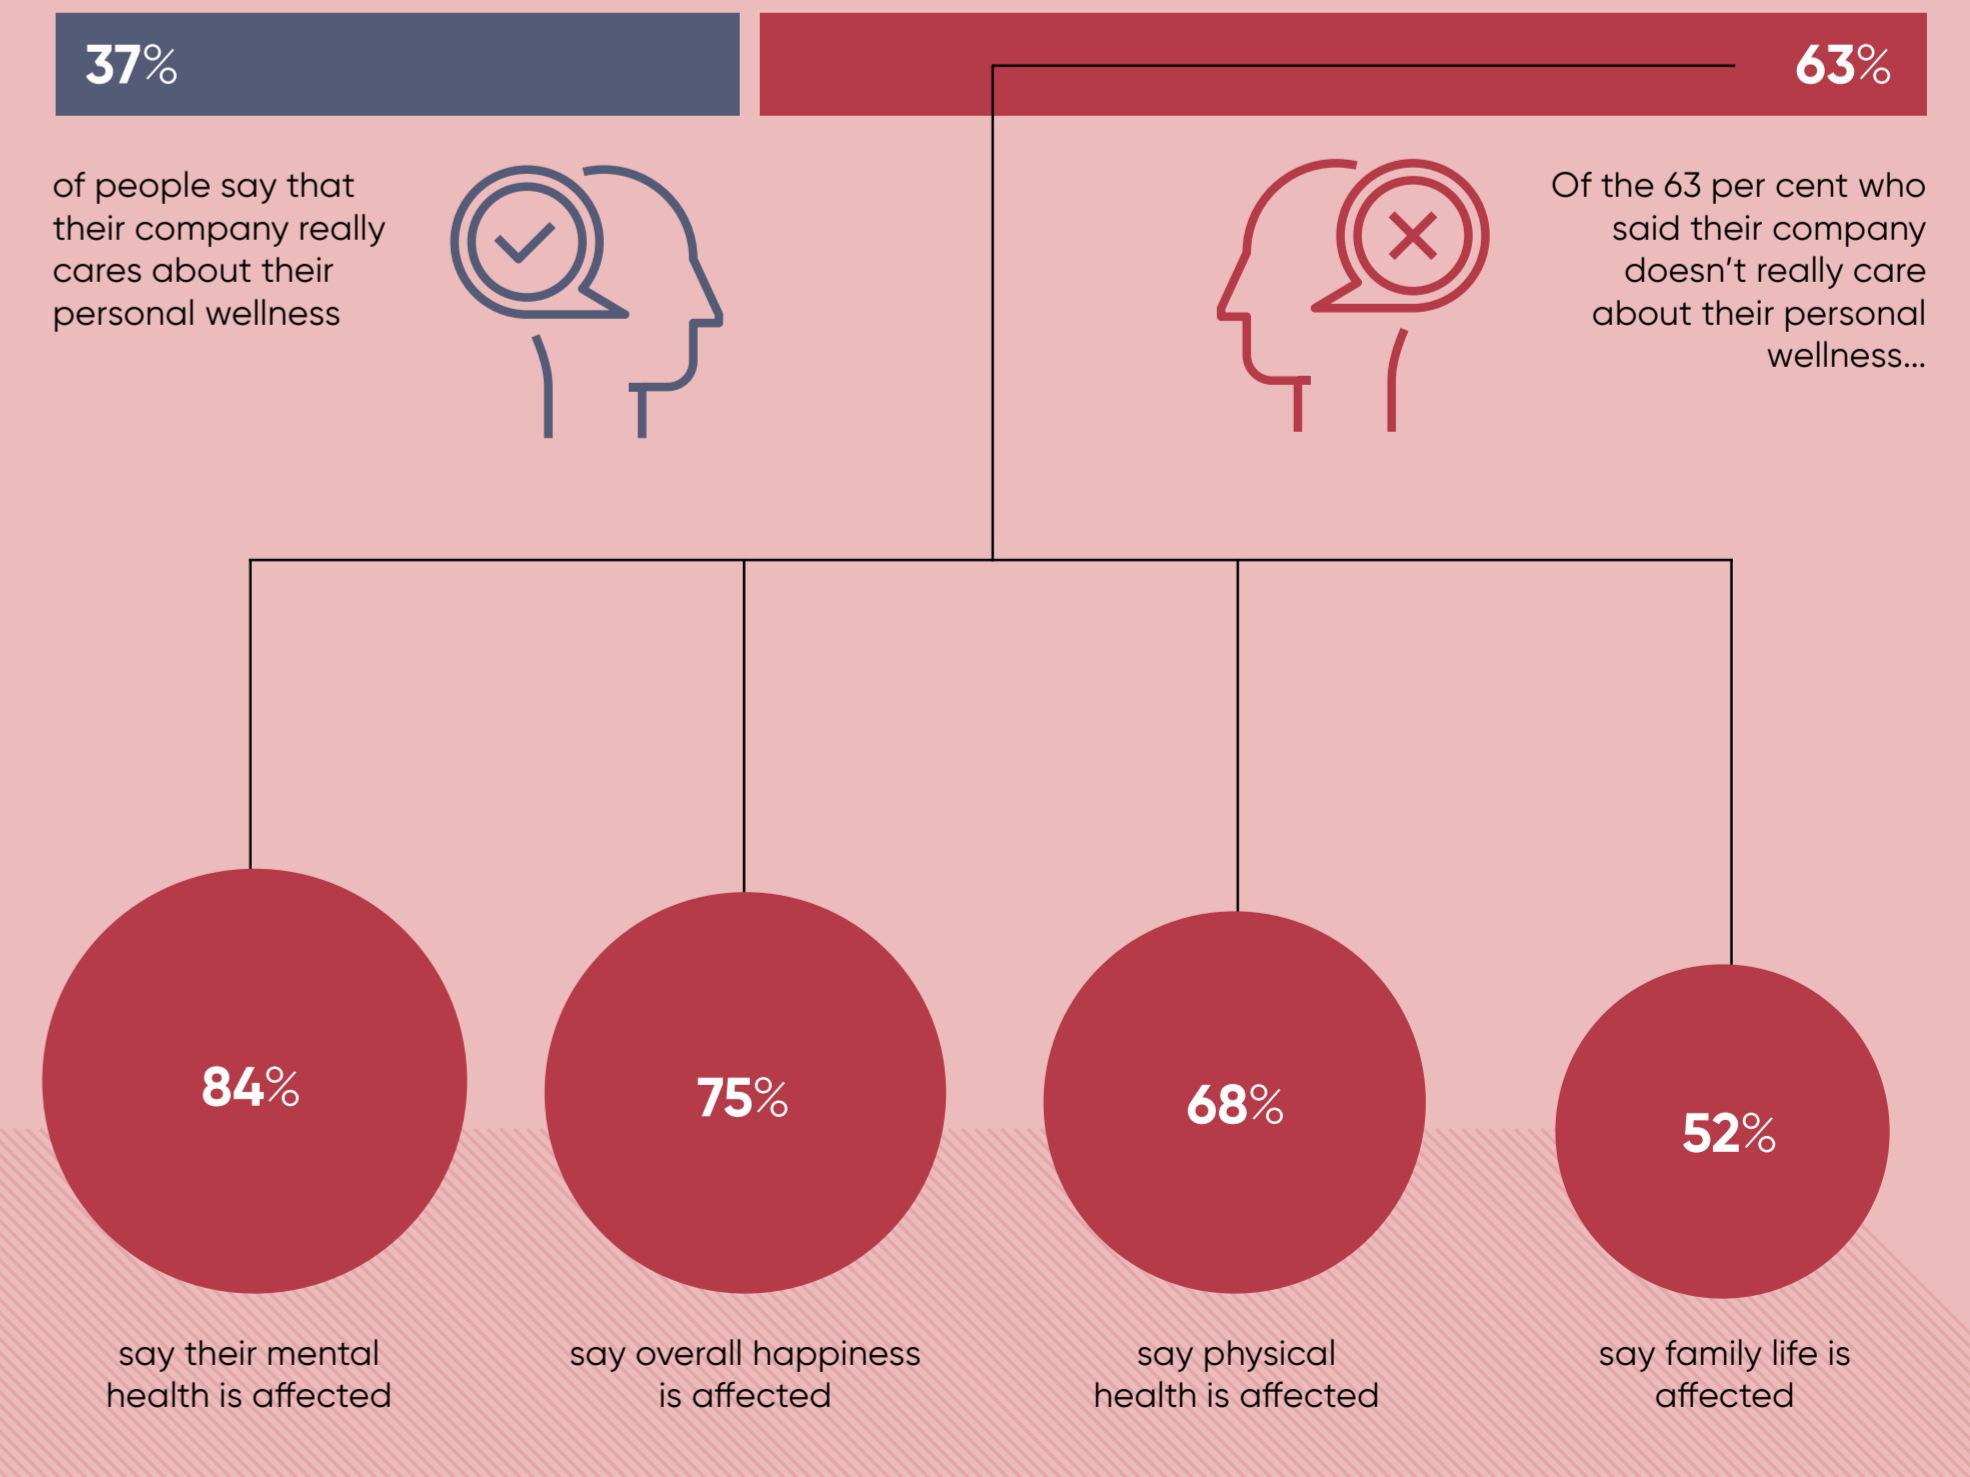 37%
63%
of people say that
their company really
cares about their
personal wellness
Of the 63 per cent who
said their company
doesn't really care
about their personal
wellness...
84%
75%
68%
52%
say their mental
health is affected
say overall happiness
is affected
say physical
health is affected
say family life is
affected